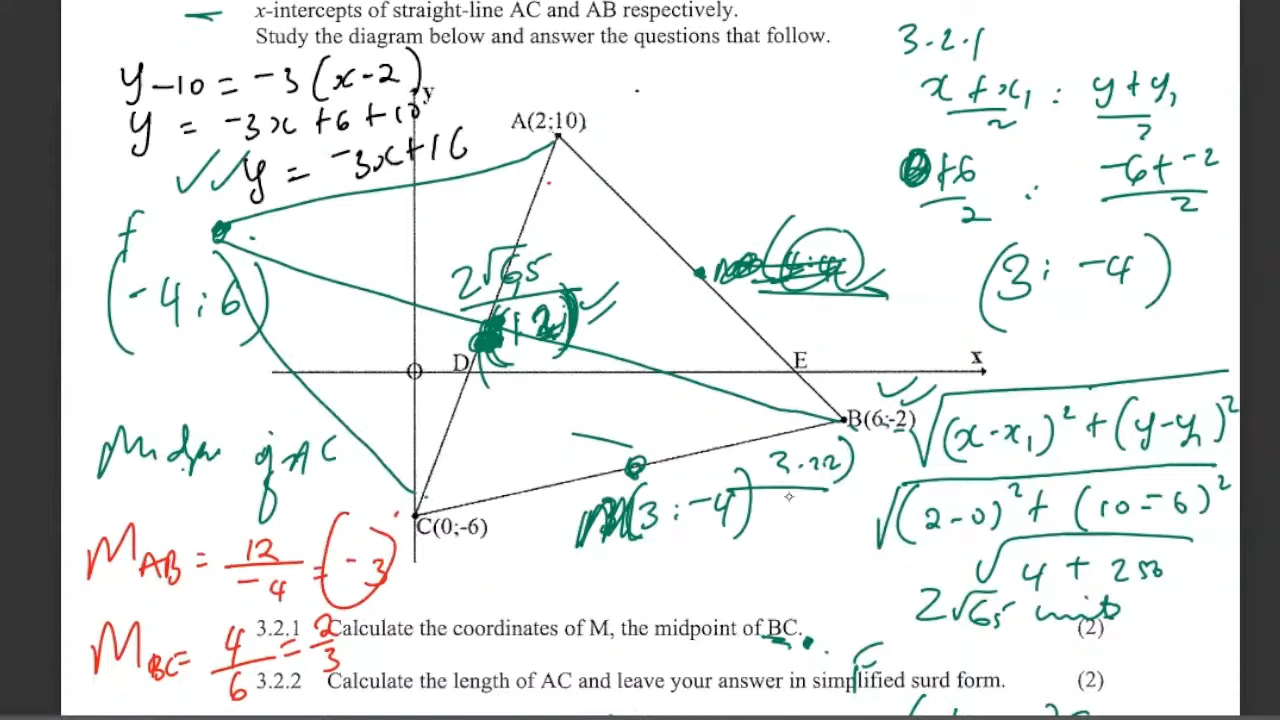 x-intercepts of straight-line AC and AB respectively.
Study the diagram below and answer the questions that follow.
3.2.1
y-10 = -3(x-2)
y = -3x+6+10
y = -3x+16
y
A(2;10)
x+x₁/2 ; y+y₁/2
0+6/2 ; -6+-2/2
(3; -4)
f
(-4;6)
2√65
D
E
x
B(6;-2)
√(x-x₁)²+(y-y₁)²
Midpn of AC
M(3;-4)
3.22)
√(2-0)²+(10--6)²
C(0;-6)
√4+256
2√65 units
M_AB = 12/-4 = (-3)
M_BC = 4/6 = 2/3
3.2.1 Calculate the coordinates of M, the midpoint of BC. (2)
3.2.2 Calculate the length of AC and leave your answer in simplified surd form. (2)
F